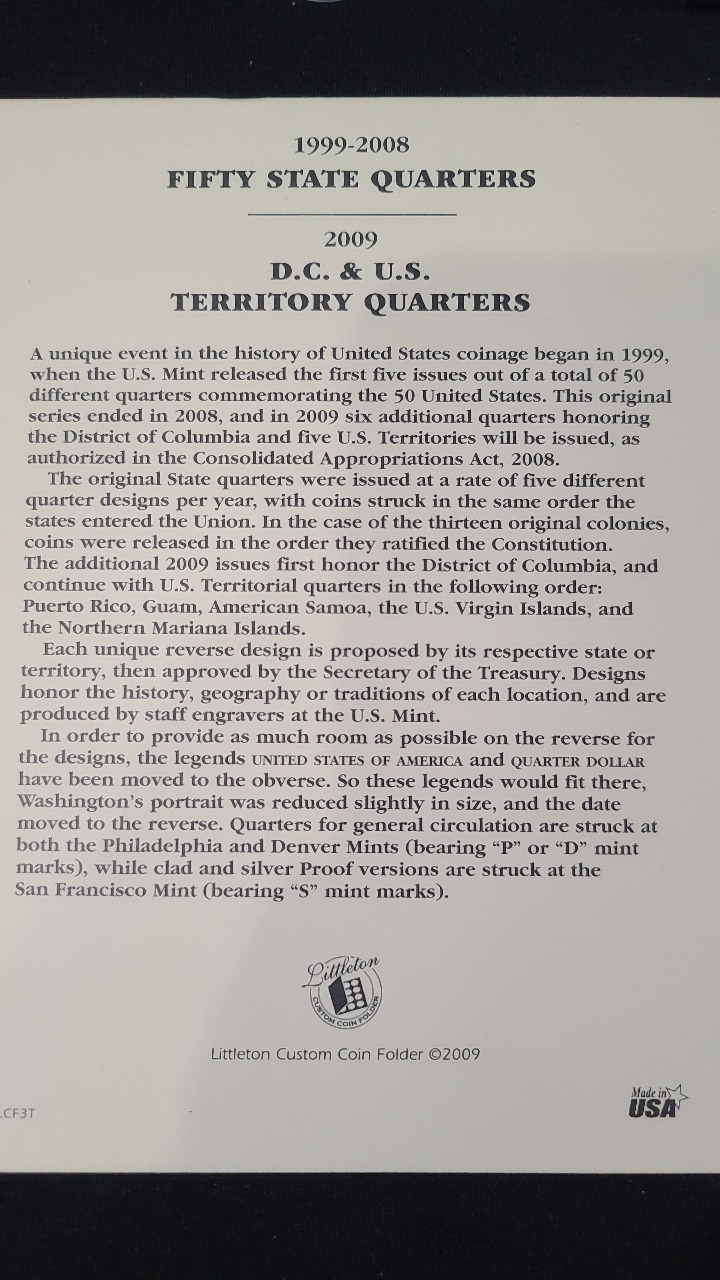 1999-2008
FIFTY STATE QUARTERS
2009
D.C. & U.S.
TERRITORY QUARTERS
A unique event in the history of United States coinage began in 1999,
when the U.S. Mint released the first five issues out of a total of 50
different quarters commemorating the 50 United States. This original
series ended in 2008, and in 2009 six additional quarters honoring
the District of Columbia and five U.S. Territories will be issued, as
authorized in the Consolidated Appropriations Act, 2008.
The original State quarters were issued at a rate of five different
quarter designs per year, with coins struck in the same order the
states entered the Union. In the case of the thirteen original colonies,
coins were released in the order they ratified the Constitution.
The additional 2009 issues first honor the District of Columbia, and
continue with U.S. Territorial quarters in the following order:
Puerto Rico, Guam, American Samoa, the U.S. Virgin Islands, and
the Northern Mariana Islands.
Each unique reverse design is proposed by its respective state or
territory, then approved by the Secretary of the Treasury. Designs
honor the history, geography or traditions of each location, and are
produced by staff engravers at the U.S. Mint.
In order to provide as much room as possible on the reverse for
the designs, the legends UNITED STATES OF AMERICA and QUARTER DOLLAR
have been moved to the obverse. So these legends would fit there,
Washington's portrait was reduced slightly in size, and the date
moved to the reverse. Quarters for general circulation are struck at
both the Philadelphia and Denver Mints (bearing “P” or “D” mint
marks), while clad and silver Proof versions are struck at the
San Francisco Mint (bearing “S” mint marks).
Littleton
CUSTOM COIN FOLDER
Littleton Custom Coin Folder ©2009
Made in
USA
CF3T